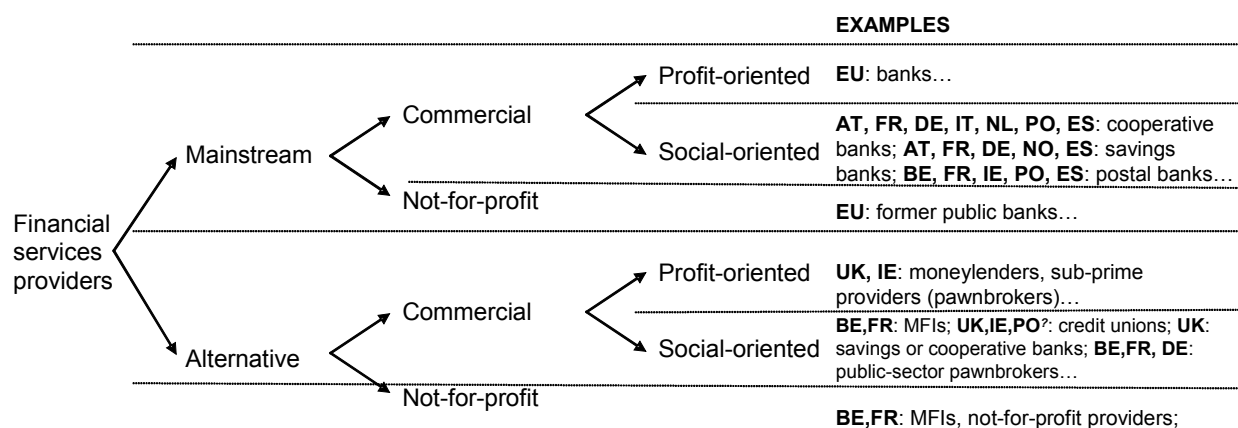 EXAMPLES
Profit-oriented
EU: banks…
Commercial
AT, FR, DE, IT, NL, PO, ES: cooperative
banks; AT, FR, DE, NO, ES: savings
banks; BE, FR, IE, PO, ES: postal banks…
Social-oriented
Mainstream
Not-for-profit
EU: former public banks…
Financial
services
providers
Profit-oriented
UK, IE: moneylenders, sub-prime
providers (pawnbrokers)…
Commercial
BE,FR: MFIs; UK,IE,PO?: credit unions; UK:
savings or cooperative banks; BE,FR, DE:
public-sector pawnbrokers…
Social-oriented
Alternative
Not-for-profit
BE,FR: MFIs, not-for-profit providers;